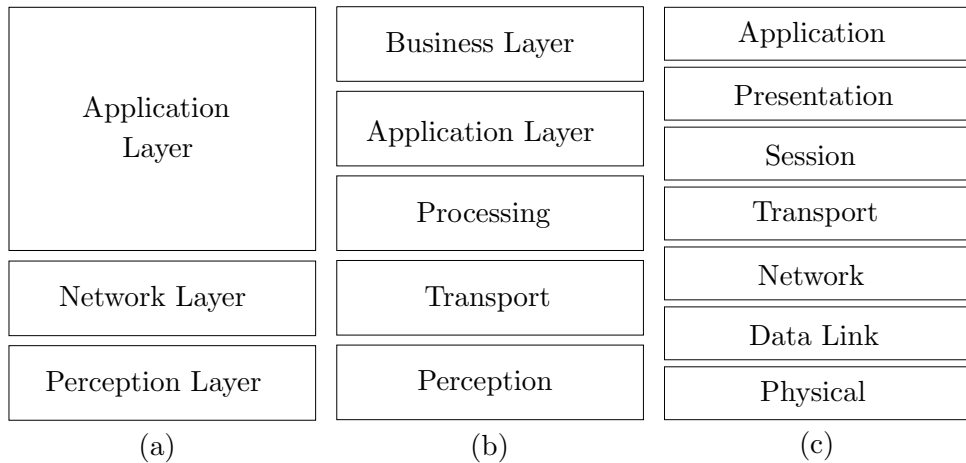 Application
Layer
Network Layer
Perception Layer
(a)
Business Layer
Application Layer
Processing
Transport
Perception
(b)
Application
Presentation
Session
Transport
Network
Data Link
Physical
(c)